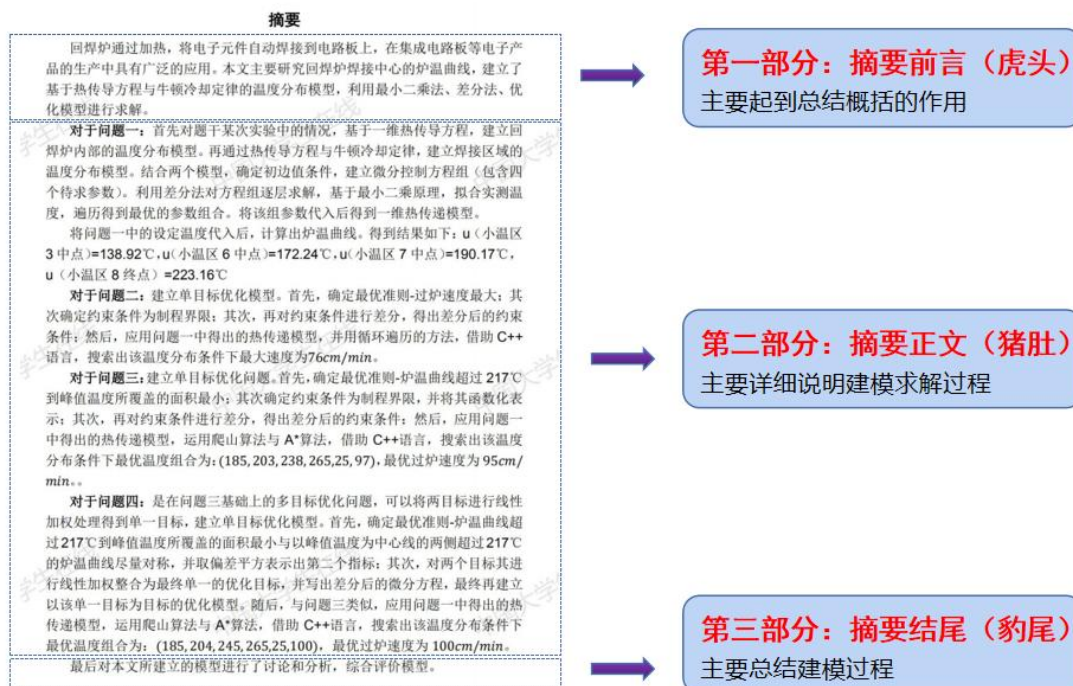 摘要
回焊炉通过加热，将电子元件自动焊接到电路板上，在集成电路板等电子产
品的生产中具有广泛的应用。本文主要研究回焊炉焊接中心的炉温曲线，建立了
基于热传导方程与牛顿冷却定律的温度分布模型，利用最小二乘法、差分法、优
化模型进行求解。
对于问题一：首先对题干某次实验中的情况，基于一维热传导方程，建立回
焊炉内部的温度分布模型。再通过热传导方程与牛顿冷却定律，建立焊接区域的
温度分布模型。结合两个模型，确定初边值条件，建立微分控制方程组（包含四
个待求参数）。利用差分法对方程组逐层求解，基于最小二乘原理，拟合实测温
度，遍历得到最优的参数组合。将该组参数代入后得到一维热传递模型。
将问题一中的设定温度代入后，计算出炉温曲线。得到结果如下：u（小温区
3 中点）=138.92℃，u（小温区 6 中点）=172.24℃，u（小温区 7 中点）=190.17℃，
u（小温区 8 终点）=223.16℃
对于问题二：建立单目标优化模型。首先，确定最优准则-过炉速度最大；其
次确定约束条件为制程界限；其次，再对约束条件进行差分，得出差分后的约束
条件；然后，应用问题一中得出的热传递模型，并用循环遍历的方法，借助 C++
语言，搜索出该温度分布条件下最大速度为76cm/min。
对于问题三：建立单目标优化问题。首先，确定最优准则-炉温曲线超过 217℃
到峰值温度所覆盖的面积最小；其次确定约束条件为制程界限，并将其函数化表
示；其次，再对约束条件进行差分，得出差分后的约束条件；然后，应用问题一
中得出的热传递模型，运用爬山算法与 A*算法，借助 C++语言，搜索出该温度
分布条件下最优温度组合为：(185, 203, 238, 265,25, 97)，最优过炉速度为 95cm/
min。。
对于问题四：是在问题三基础上的多目标优化问题，可以将两目标进行线性
加权处理得到单一目标，建立单目标优化模型。首先，确定最优准则-炉温曲线超
过217℃到峰值温度所覆盖的面积最小与以峰值温度为中心线的两侧超过217℃
的炉温曲线尽量对称，并取偏差平方表示出第二个指标；其次，对两个目标其进
行线性加权整合为最终单一的优化目标，并写出差分后的微分方程，最终再建立
以该单一目标为目标的优化模型。随后，与问题三类似，应用问题一中得出的热
传递模型，运用爬山算法与 A*算法，借助 C++语言，搜索出该温度分布条件下
最优温度组合为：(185, 204, 245, 265,25,100)，最优过炉速度为 100cm/min。
最后对本文所建立的模型进行了讨论和分析，综合评价模型。
第一部分：摘要前言（虎头）
主要起到总结概括的作用
第二部分：摘要正文（猪肚）
主要详细说明建模求解过程
第三部分：摘要结尾（豹尾）
主要总结建模过程